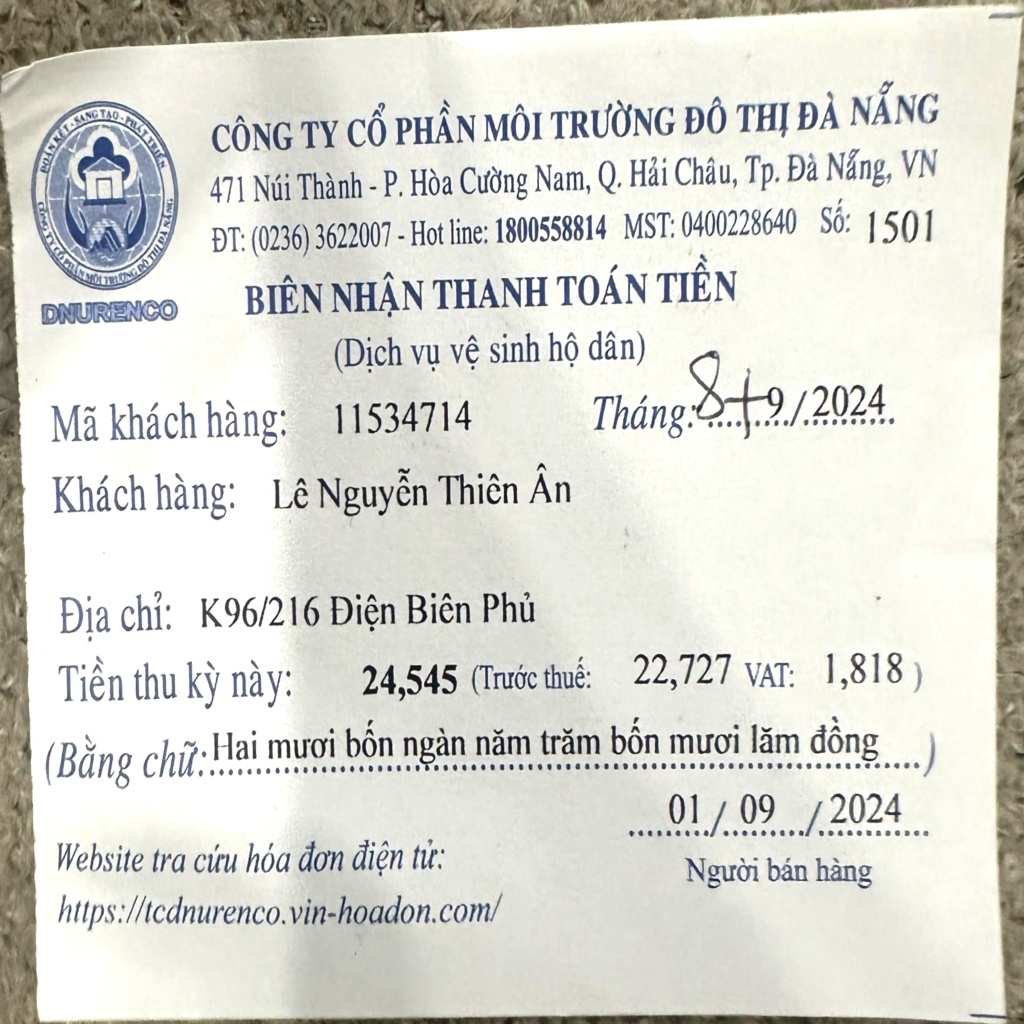 ĐOÀN KẾT - SÁNG TẠO - PHÁT TRIỂN
CÔNG TY CỔ PHẦN MÔI TRƯỜNG ĐÔ THỊ ĐÀ NẴNG
DNURENCO
CÔNG TY CỔ PHẦN MÔI TRƯỜNG ĐÔ THỊ ĐÀ NẴNG
471 Núi Thành - P. Hòa Cường Nam, Q. Hải Châu, Tp. Đà Nẵng, VN
ĐT: (0236) 3622007 - Hot line: 1800558814 MST: 0400228640 Số: 1501
BIÊN NHẬN THANH TOÁN TIỀN
(Dịch vụ vệ sinh hộ dân)
Mã khách hàng: 11534714 Tháng: 8+9/2024
Khách hàng: Lê Nguyễn Thiên Ân
Địa chỉ: K96/216 Điện Biên Phủ
Tiền thu kỳ này: 24,545 (Trước thuế: 22,727 VAT: 1,818 )
(Bằng chữ: Hai mươi bốn ngàn năm trăm bốn mươi lăm đồng )
01 / 09 / 2024
Người bán hàng
Website tra cứu hóa đơn điện tử:
https://tcdnurenco.vin-hoadon.com/